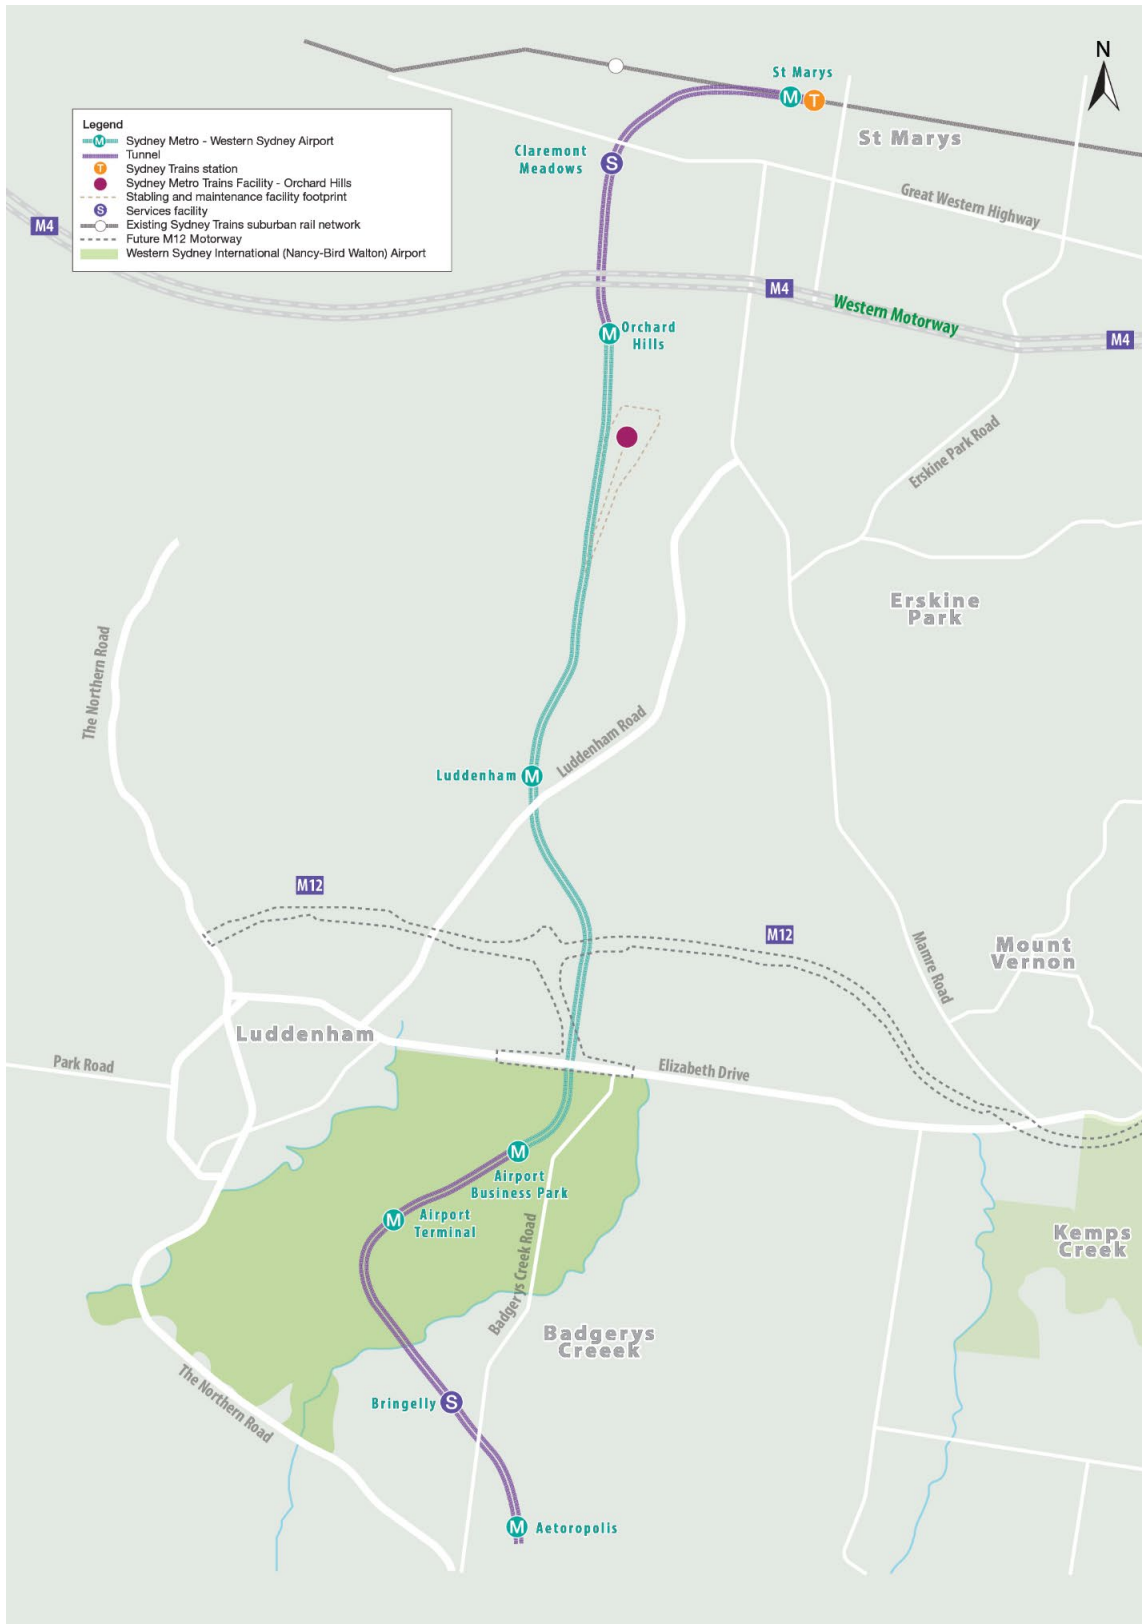 N
St Marys
M
T
St Marys
Legend
M Sydney Metro - Western Sydney Airport
Tunnel
T Sydney Trains station
Sydney Metro Trains Facility - Orchard Hills
Stabling and maintenance facility footprint
S Services facility
Existing Sydney Trains suburban rail network
Future M12 Motorway
Western Sydney International (Nancy-Bird Walton) Airport
Claremont
Meadows
S
Great Western Highway
M4
M4
Western Motorway
M4
M
Orchard
Hills
Erskine Park Road
Erskine
Park
The Northern Road
Luddenham Road
Luddenham
M
M12
M12
Mamre Road
Mount
Vernon
Luddenham
Park Road
Elizabeth Drive
M
Airport
Business Park
M
Airport
Terminal
Badgerys Creek Road
Kemps
Creek
Badgerys
Creeek
The Northern Road
Bringelly
S
M
Aetoropolis